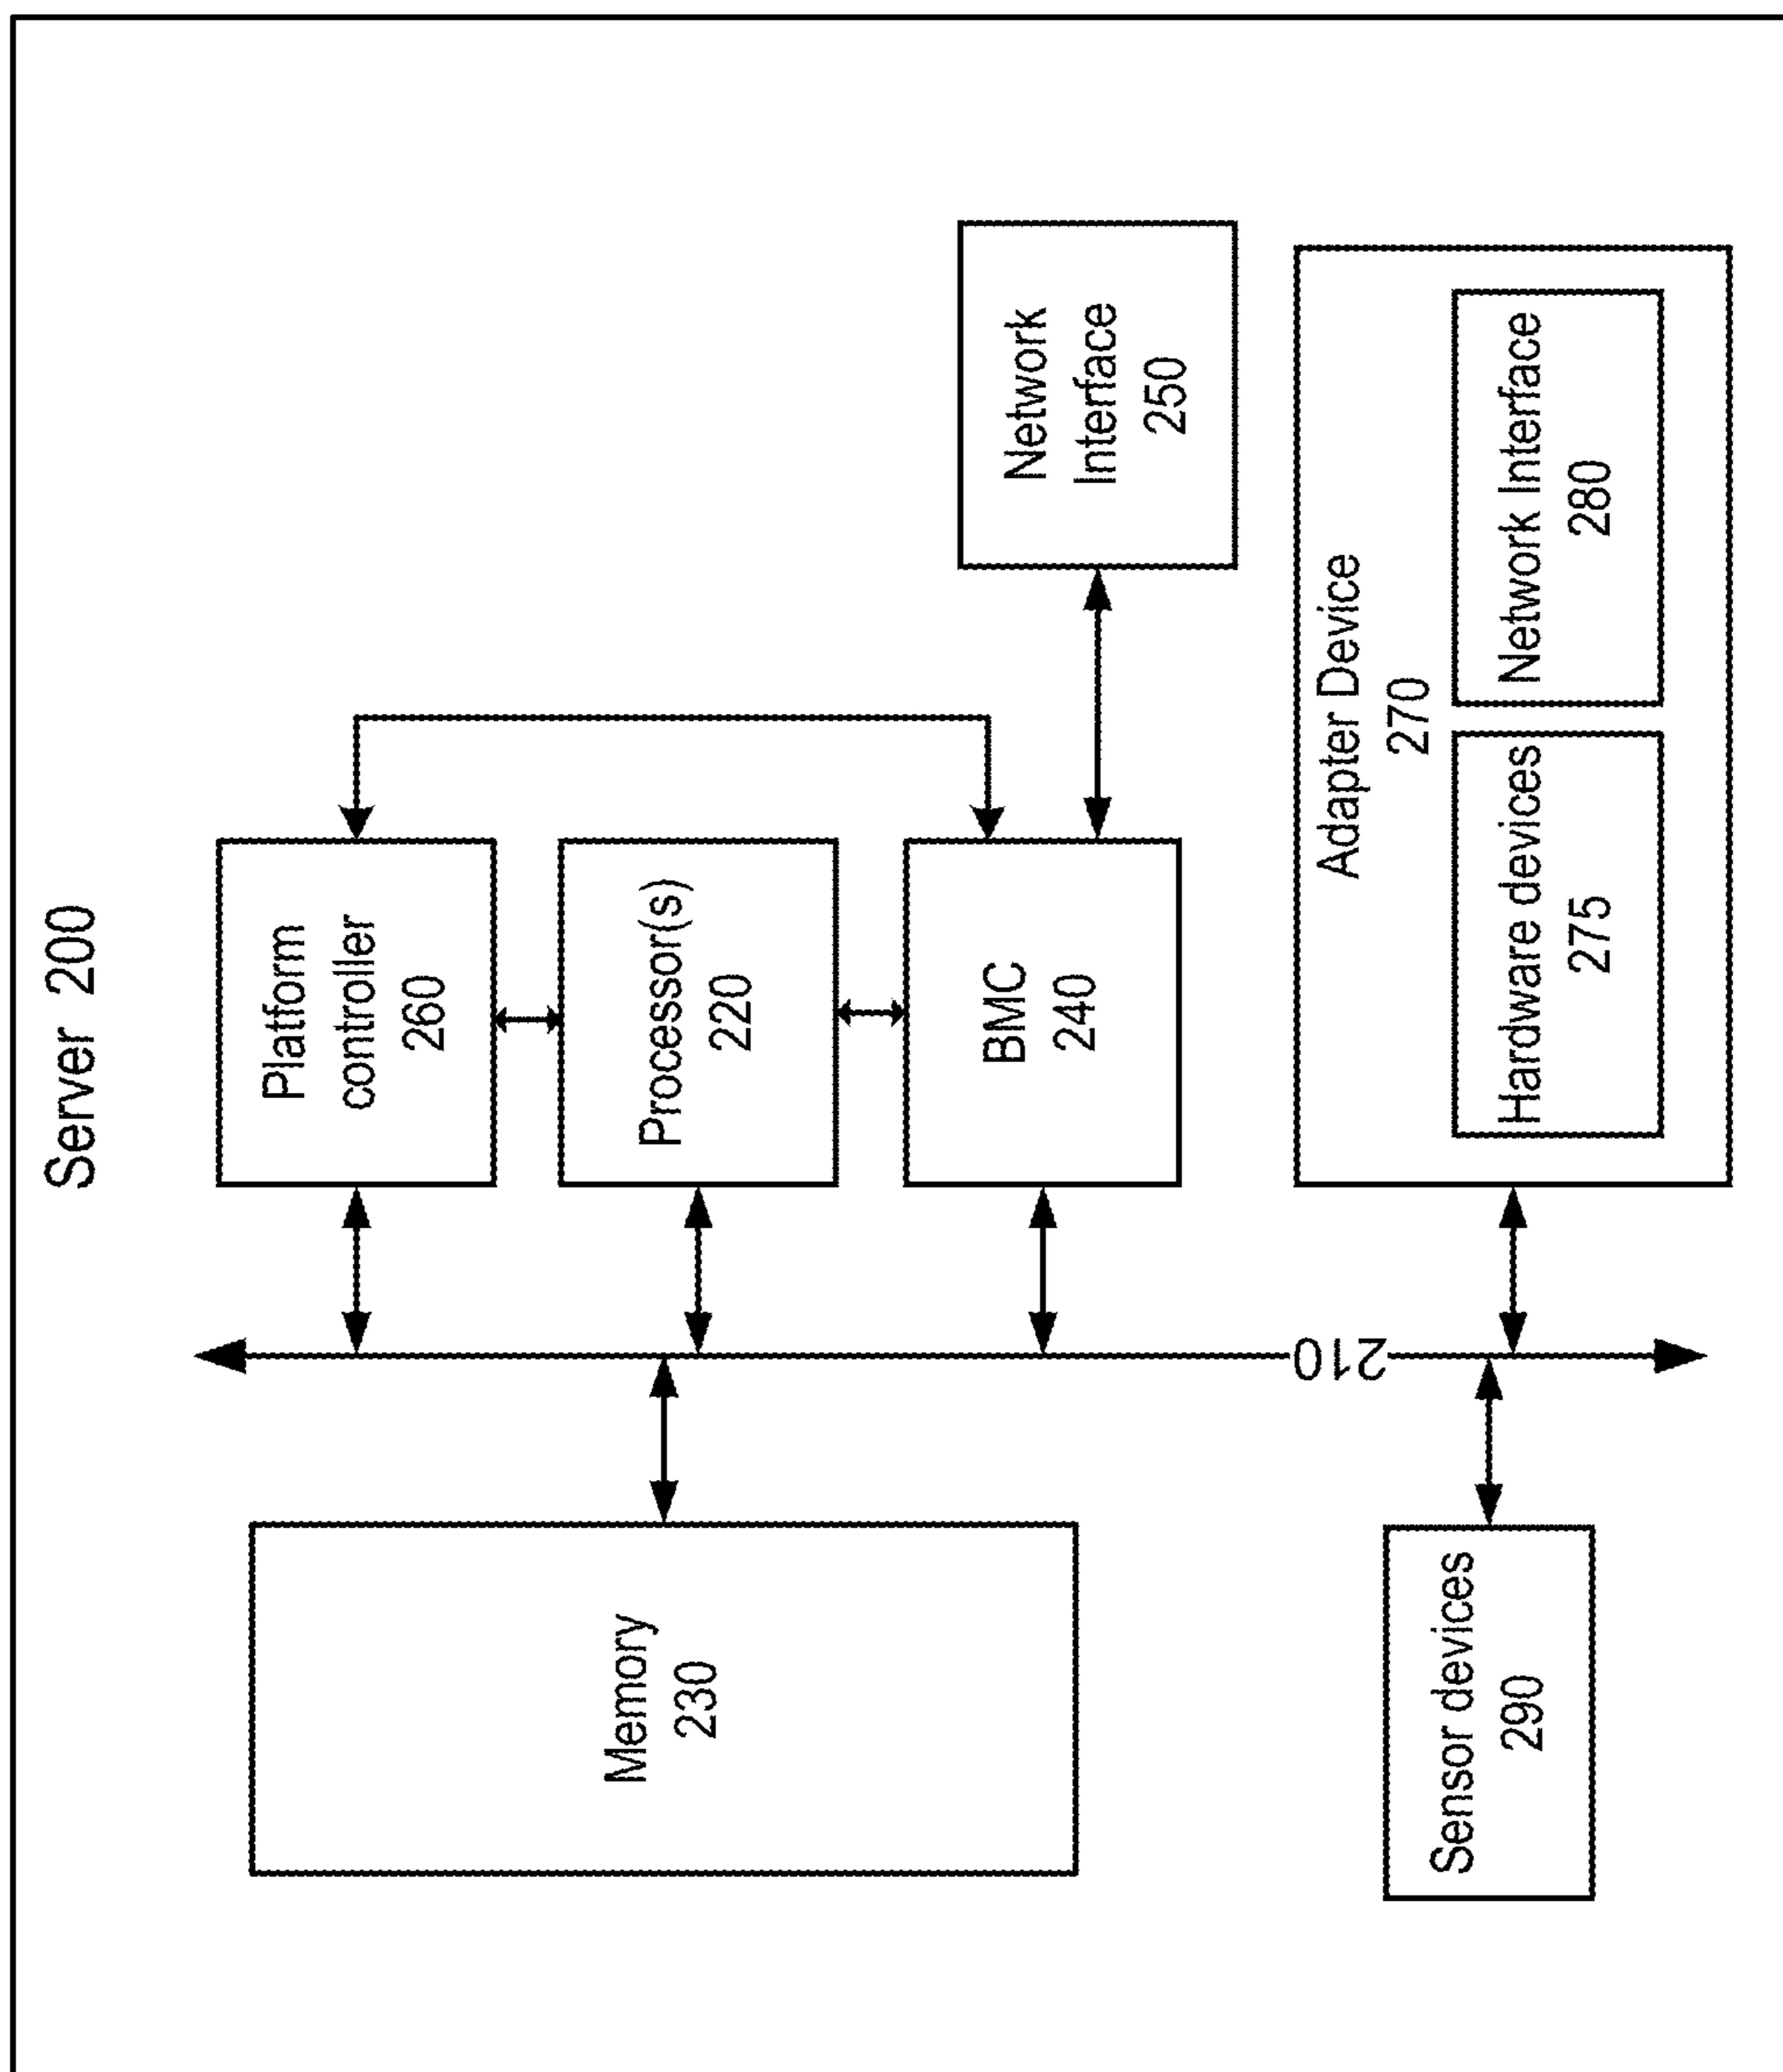 Server 200
Platform
controller
260
Processor(s)
220
BMC
240
Network
Interface
250
Memory
230
210
Sensor devices
290
Adapter Device
270
Hardware devices
275
Network Interface
280